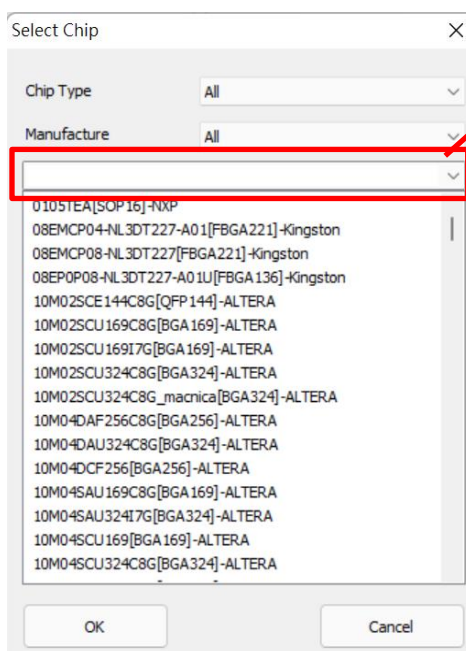 Select Chip
Chip Type All
Manufacture All
0105TEA[SOP16]-NXP
08EMCP04-NL3DT227-A01[FBGA221]-Kingston
08EMCP08-NL3DT227[FBGA221]-Kingston
08EP0P08-NL3DT227-A01U[FBGA136]-Kingston
10M02SCE144C8G[QFP144]-ALTERA
10M02SCU169C8G[BGA169]-ALTERA
10M02SCU169I7G[BGA169]-ALTERA
10M02SCU324C8G[BGA324]-ALTERA
10M02SCU324C8G_macnica[BGA324]-ALTERA
10M04DAF256C8G[BGA256]-ALTERA
10M04DAU324C8G[BGA324]-ALTERA
10M04DCF256[BGA256]-ALTERA
10M04SAU169C8G[BGA169]-ALTERA
10M04SAU324I7G[BGA324]-ALTERA
10M04SCU169[BGA169]-ALTERA
10M04SCU324C8G[BGA324]-ALTERA
OK Cancel